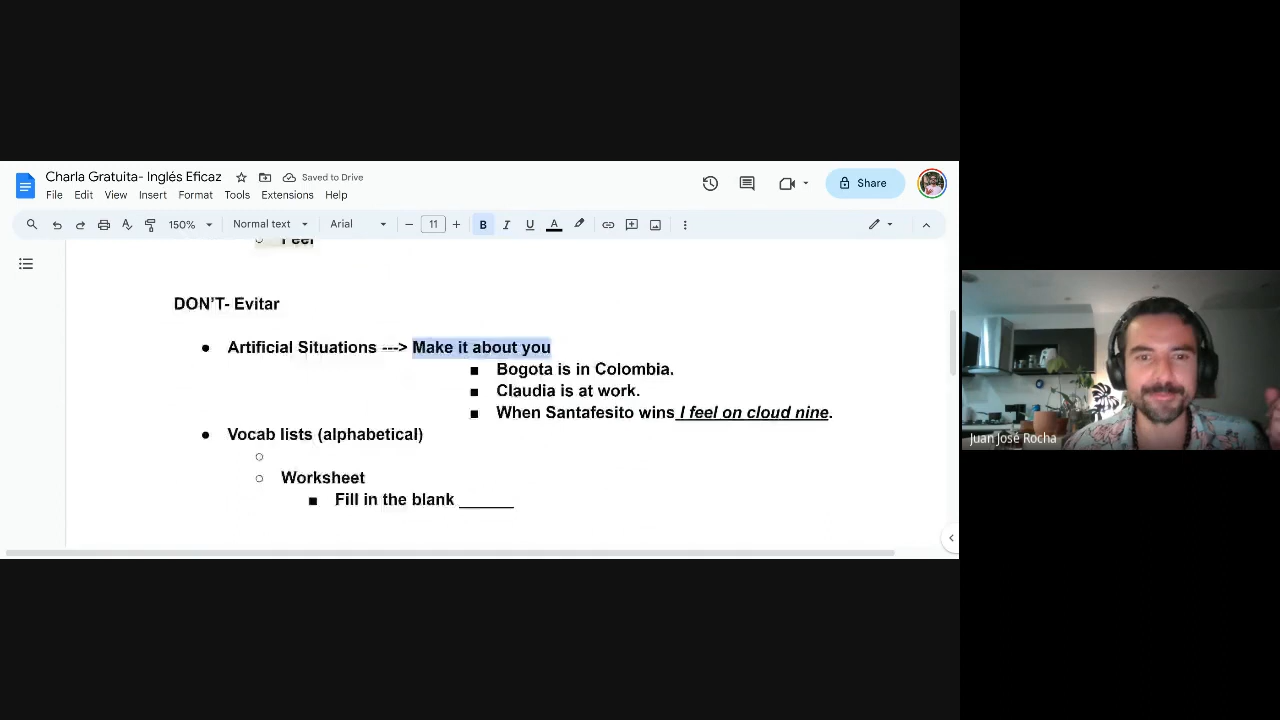 Charla Gratuita- Inglés Eficaz
Saved to Drive
File Edit View Insert Format Tools Extensions Help
Share
150% Normal text Arial 11 B I U A
Feel
DON'T- Evitar
Artificial Situations ---> Make it about you
Bogota is in Colombia.
Claudia is at work.
When Santafesito wins I feel on cloud nine.
Vocab lists (alphabetical)
Worksheet
Fill in the blank ______
Juan José Rocha